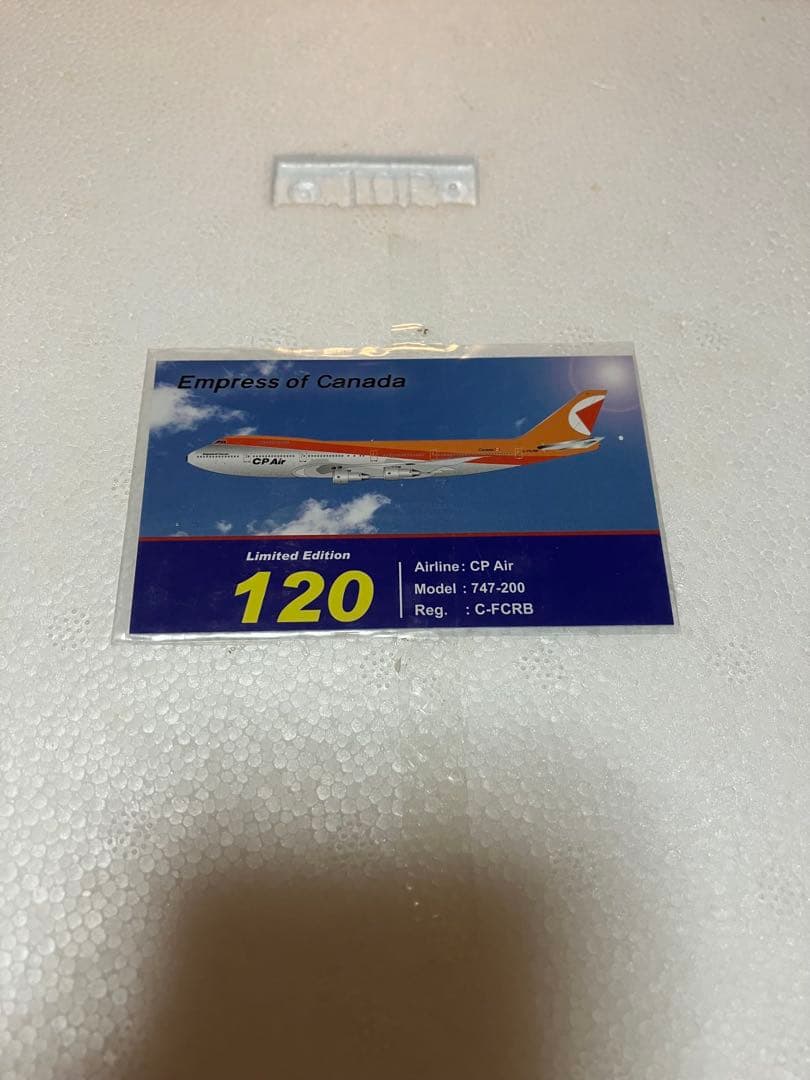 Empress of Canada
CP Air
Limited Edition
120
Airline : CP Air
Model : 747-200
Reg. : C-FCRB